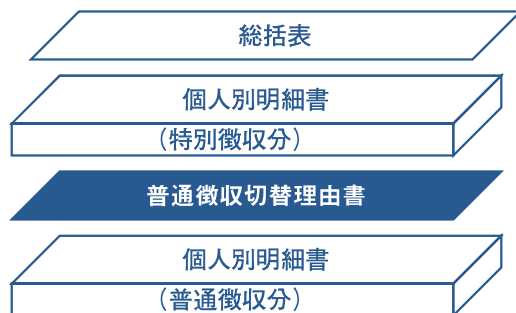 総括表
個人別明細書
（特別徴収分）
普通徴収切替理由書
個人別明細書
（普通徴収分）